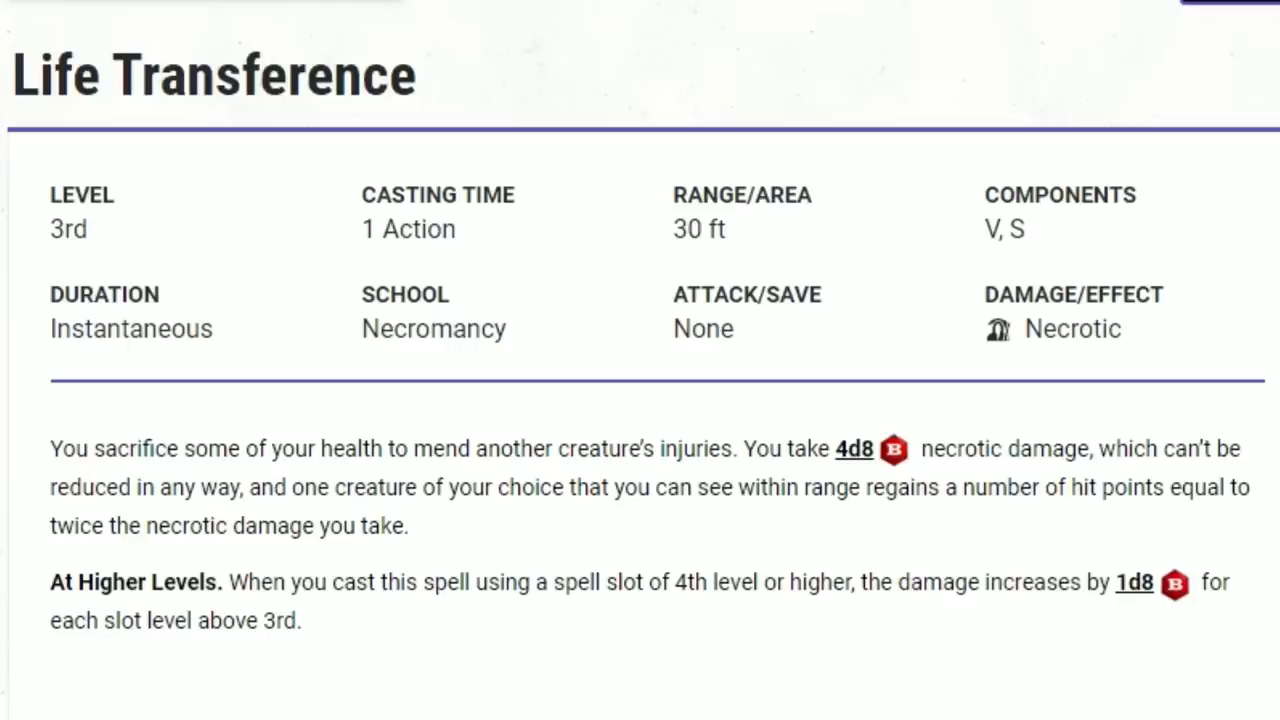 Life Transference
LEVEL CASTING TIME RANGE/AREA COMPONENTS
3rd 1 Action 30 ft V, S
DURATION SCHOOL ATTACK/SAVE DAMAGE/EFFECT
Instantaneous Necromancy None Necrotic
You sacrifice some of your health to mend another creature’s injuries. You take 4d8 B necrotic damage, which can’t be
reduced in any way, and one creature of your choice that you can see within range regains a number of hit points equal to
twice the necrotic damage you take.
At Higher Levels. When you cast this spell using a spell slot of 4th level or higher, the damage increases by 1d8 B for
each slot level above 3rd.